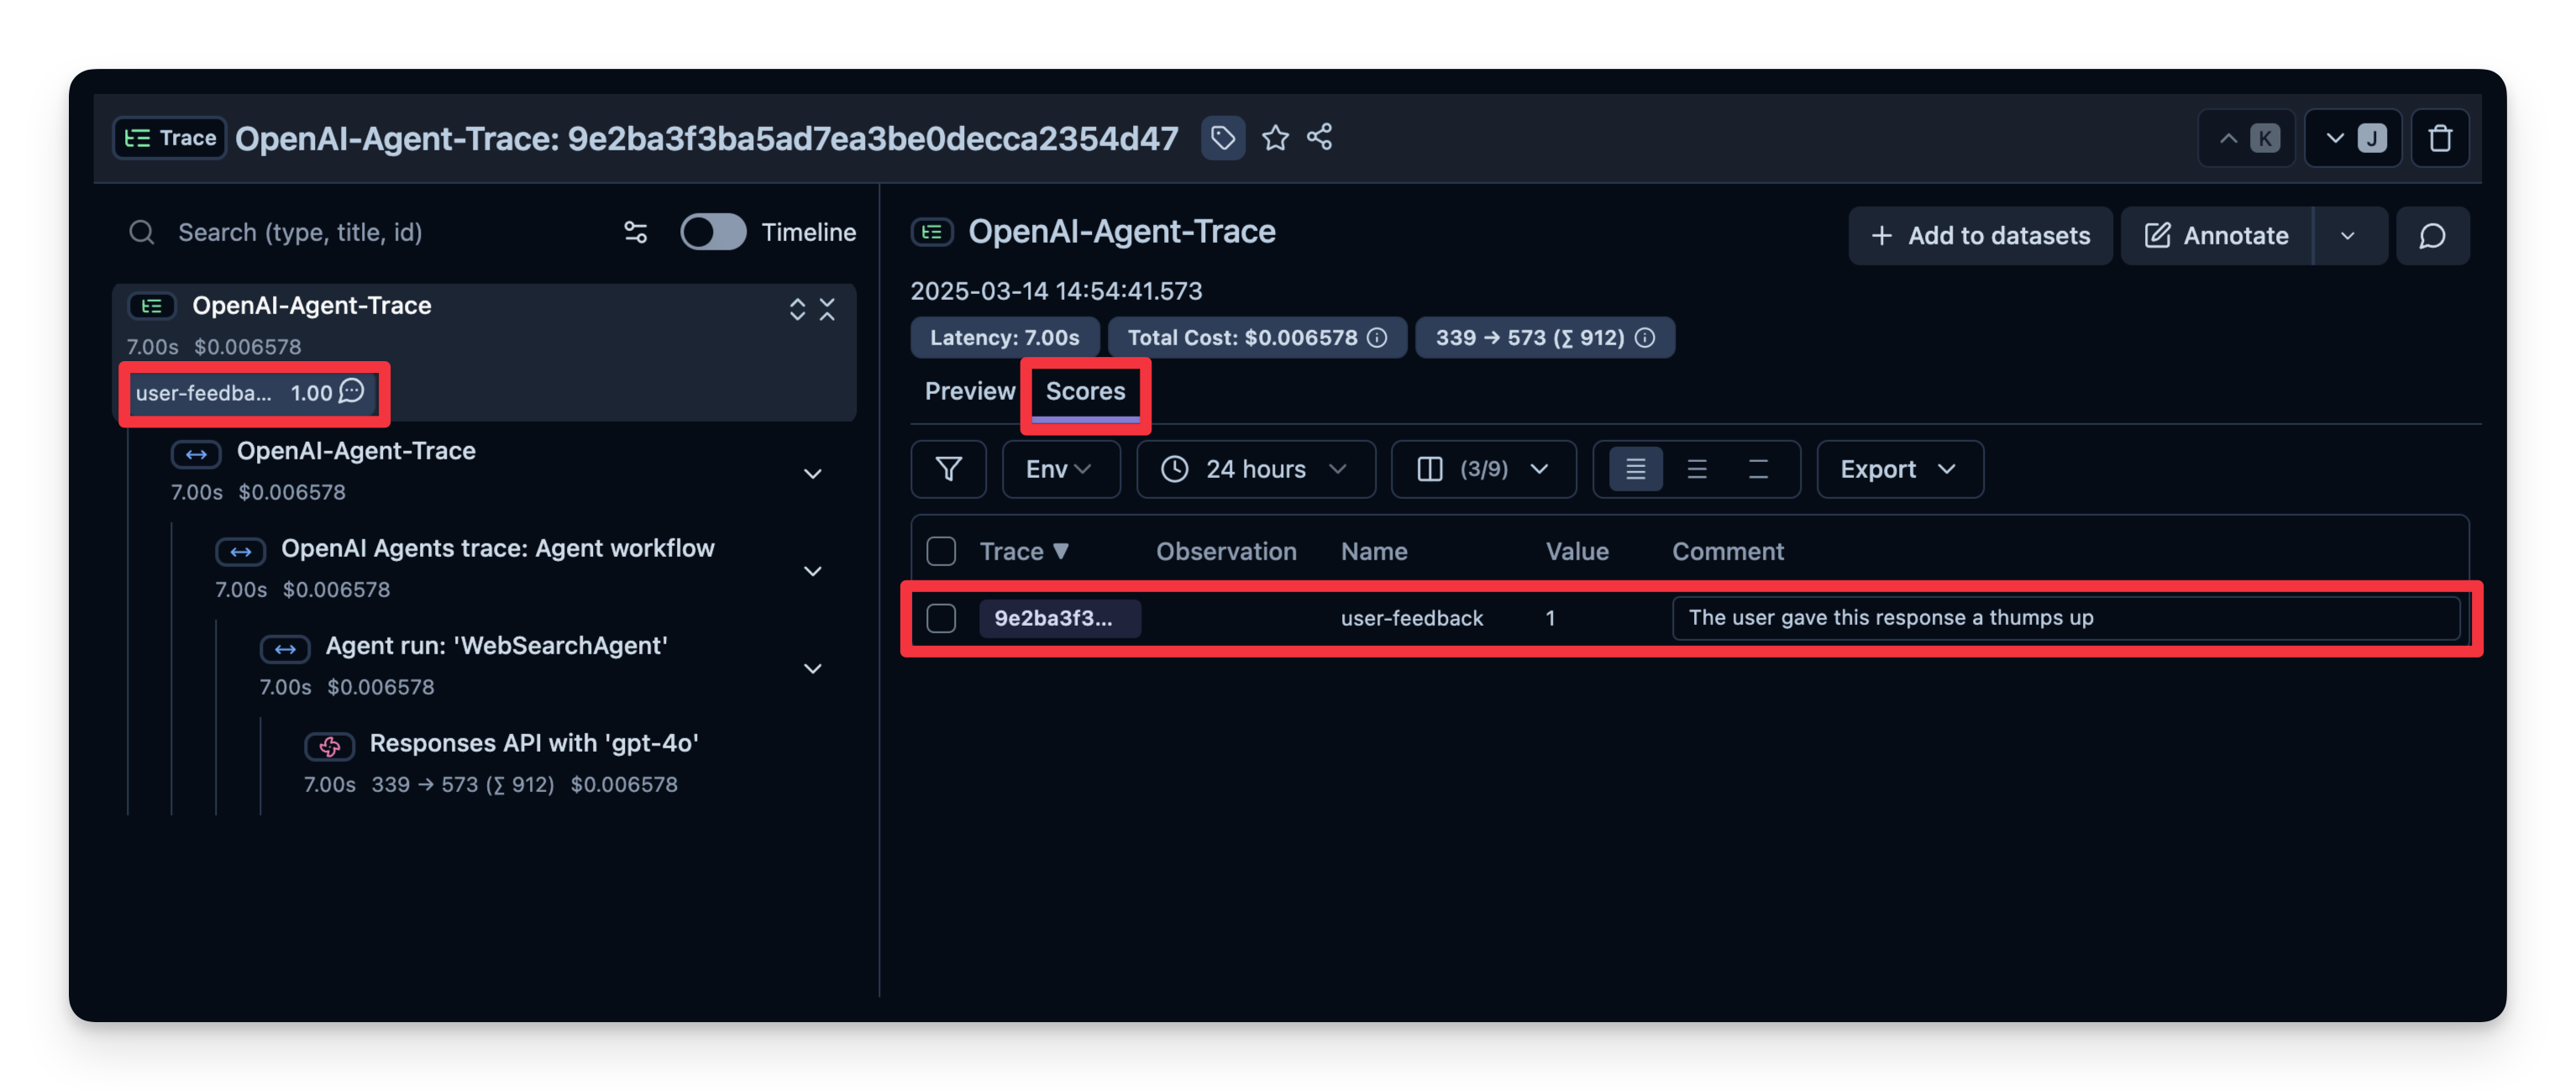 Trace OpenAI-Agent-Trace: 9e2ba3f3ba5ad7ea3be0decca2354d47 K J
Search (type, title, id) Timeline
OpenAI-Agent-Trace
7.00s $0.006578
user-feedba... 1.00
OpenAI-Agent-Trace
7.00s $0.006578
OpenAI Agents trace: Agent workflow
7.00s $0.006578
Agent run: 'WebSearchAgent'
7.00s $0.006578
Responses API with 'gpt-4o'
7.00s 339 → 573 (∑ 912) $0.006578
OpenAI-Agent-Trace + Add to datasets Annotate
2025-03-14 14:54:41.573
Latency: 7.00s Total Cost: $0.006578 339 → 573 (∑ 912)
Preview Scores
Env 24 hours (3/9) Export
Trace ▼ Observation Name Value Comment
9e2ba3f3... user-feedback 1 The user gave this response a thumps up